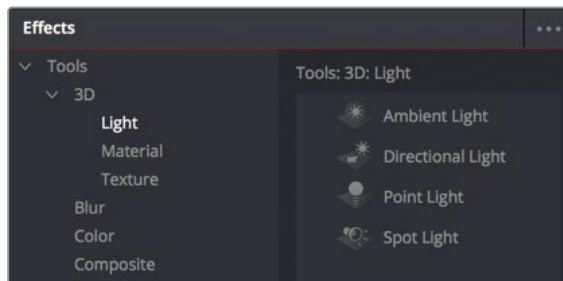 Effects
Tools
3D
Light
Material
Texture
Blur
Color
Composite
Tools: 3D: Light
Ambient Light
Directional Light
Point Light
Spot Light